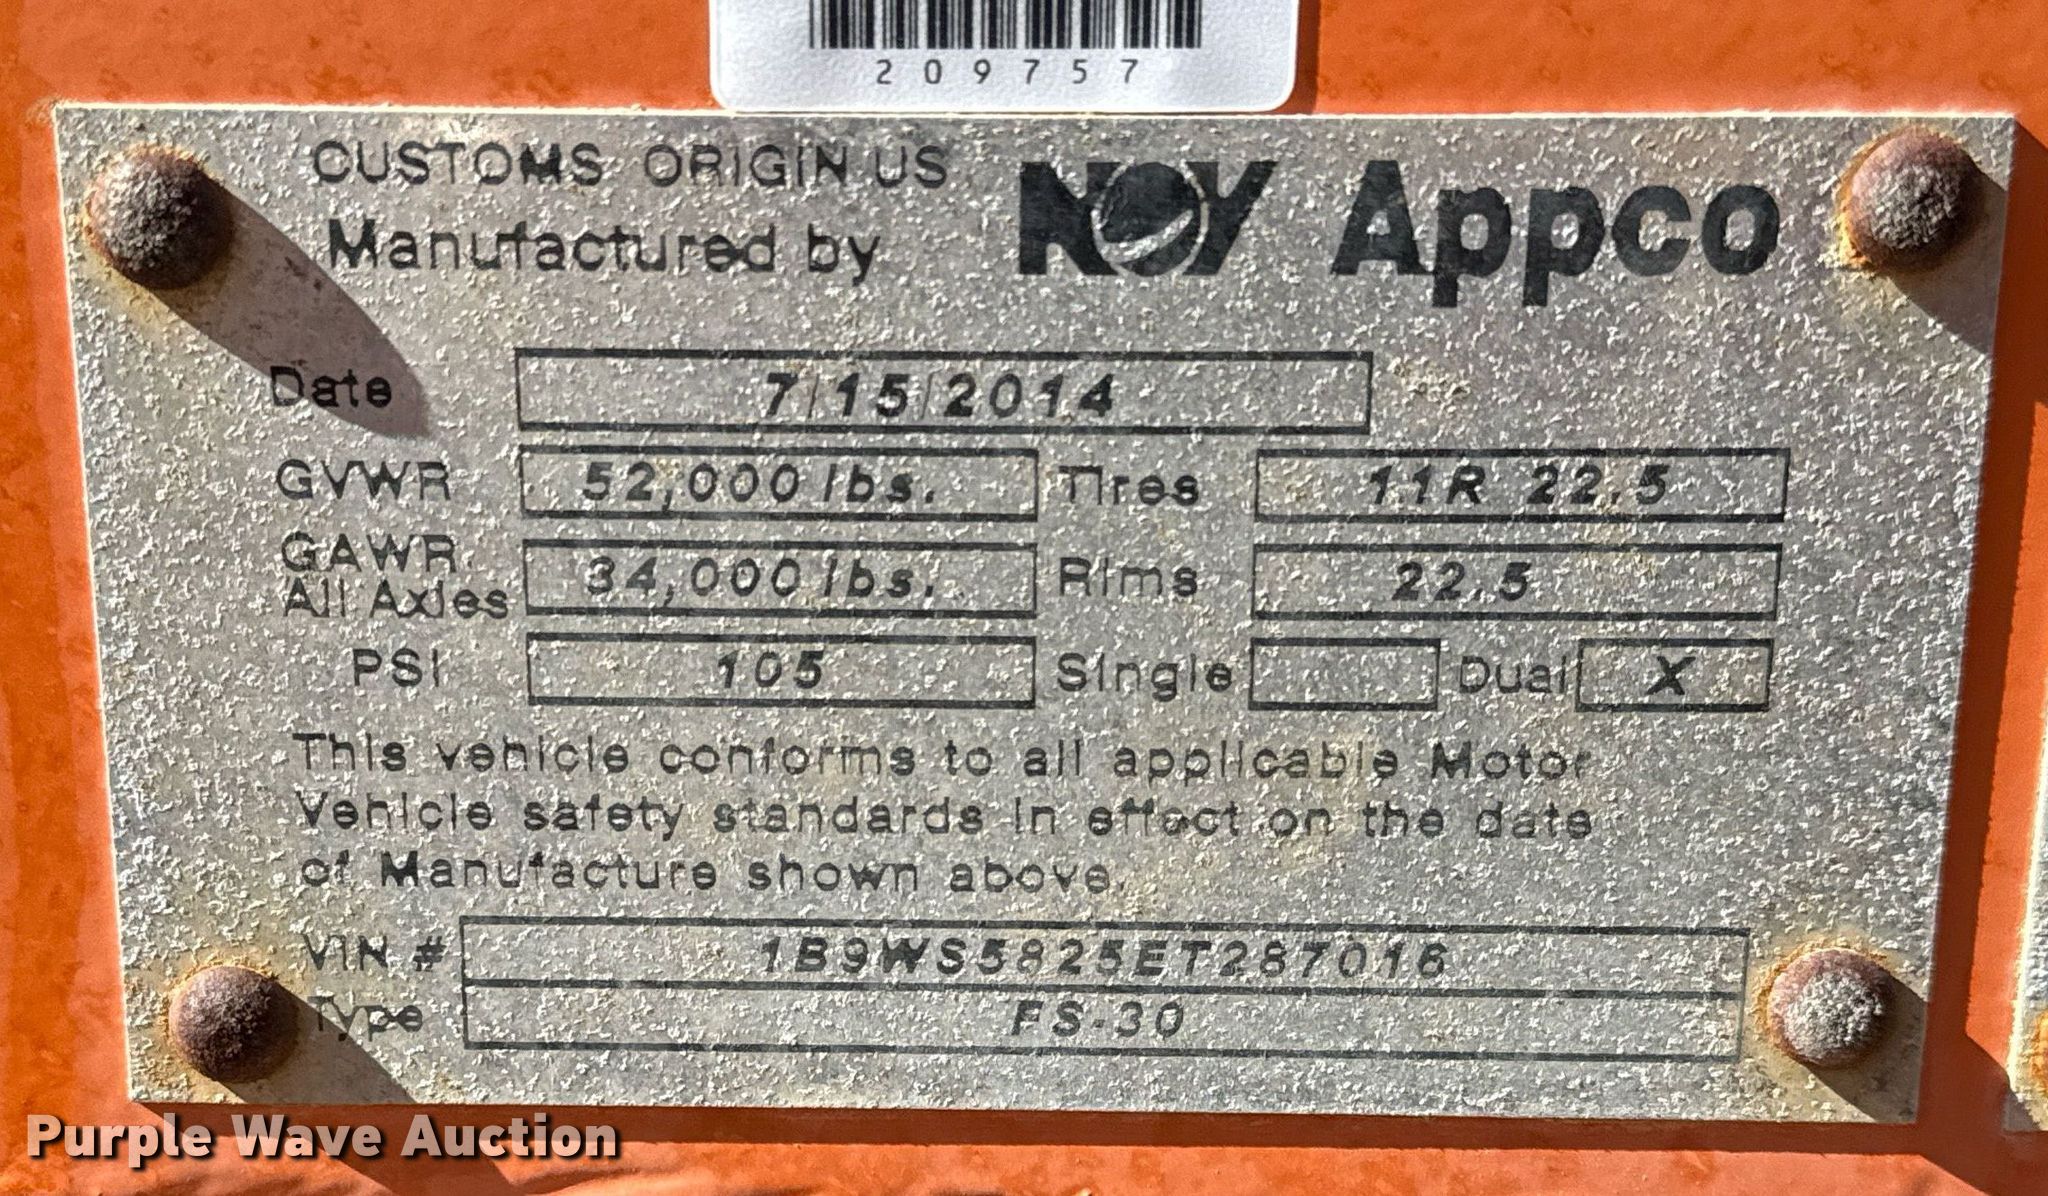 209757
CUSTOMS ORIGIN US
Manufactured by NOV Appco
Date 7/15/2014
GVWR 52,000 lbs. Tires 11R 22.5
GAWR All Axles 34,000 lbs. Rims 22.5
PSI 105 Single Dual X
This vehicle conforms to all applicable Motor
Vehicle safety standards in effect on the date
of Manufacture shown above.
VIN # 1B9WS5825ET287016
Type FS-30
Purple Wave Auction